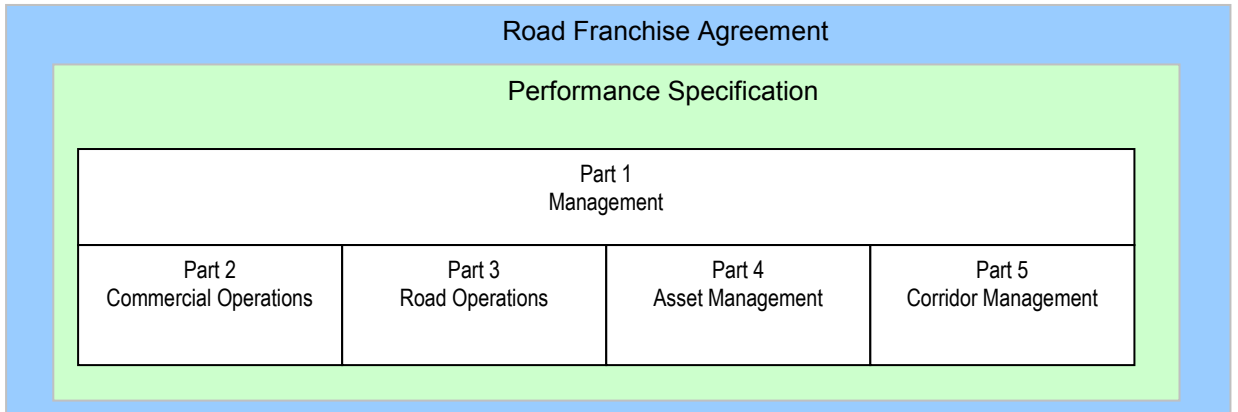 Road Franchise Agreement
Performance Specification
Part 1
Management
Part 2
Commercial Operations
Part 3
Road Operations
Part 4
Asset Management
Part 5
Corridor Management